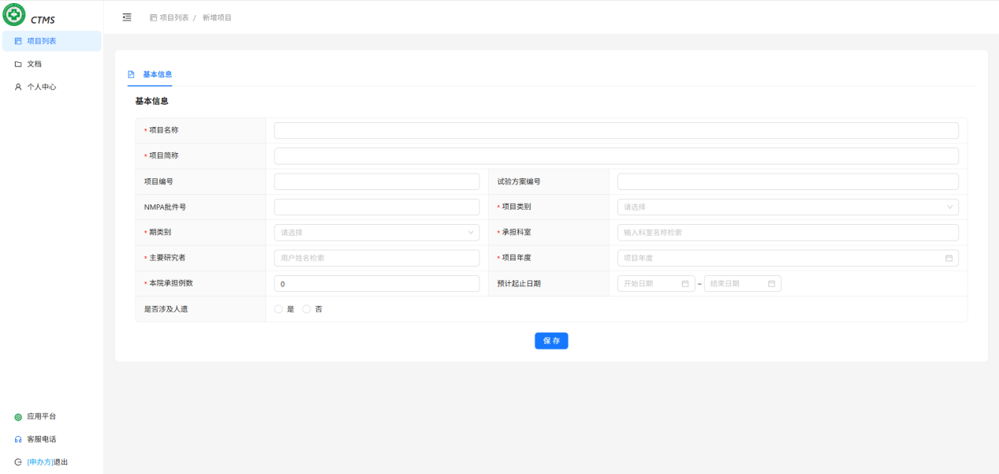 CTMS
项目列表 / 新增项目
项目列表
文档
个人中心
基本信息
基本信息
* 项目名称
* 项目简称
项目编号
试验方案编号
NMPA批件号
* 项目类别 请选择
* 期类别 请选择
* 承担科室 输入科室名称检索
* 主要研究者 用户姓名检索
* 项目年度 项目年度
* 本院承担例数 0
预计起止日期 开始日期 ~ 结束日期
是否涉及人遗 是 否
保 存
应用平台
客服电话
[申办方]退出